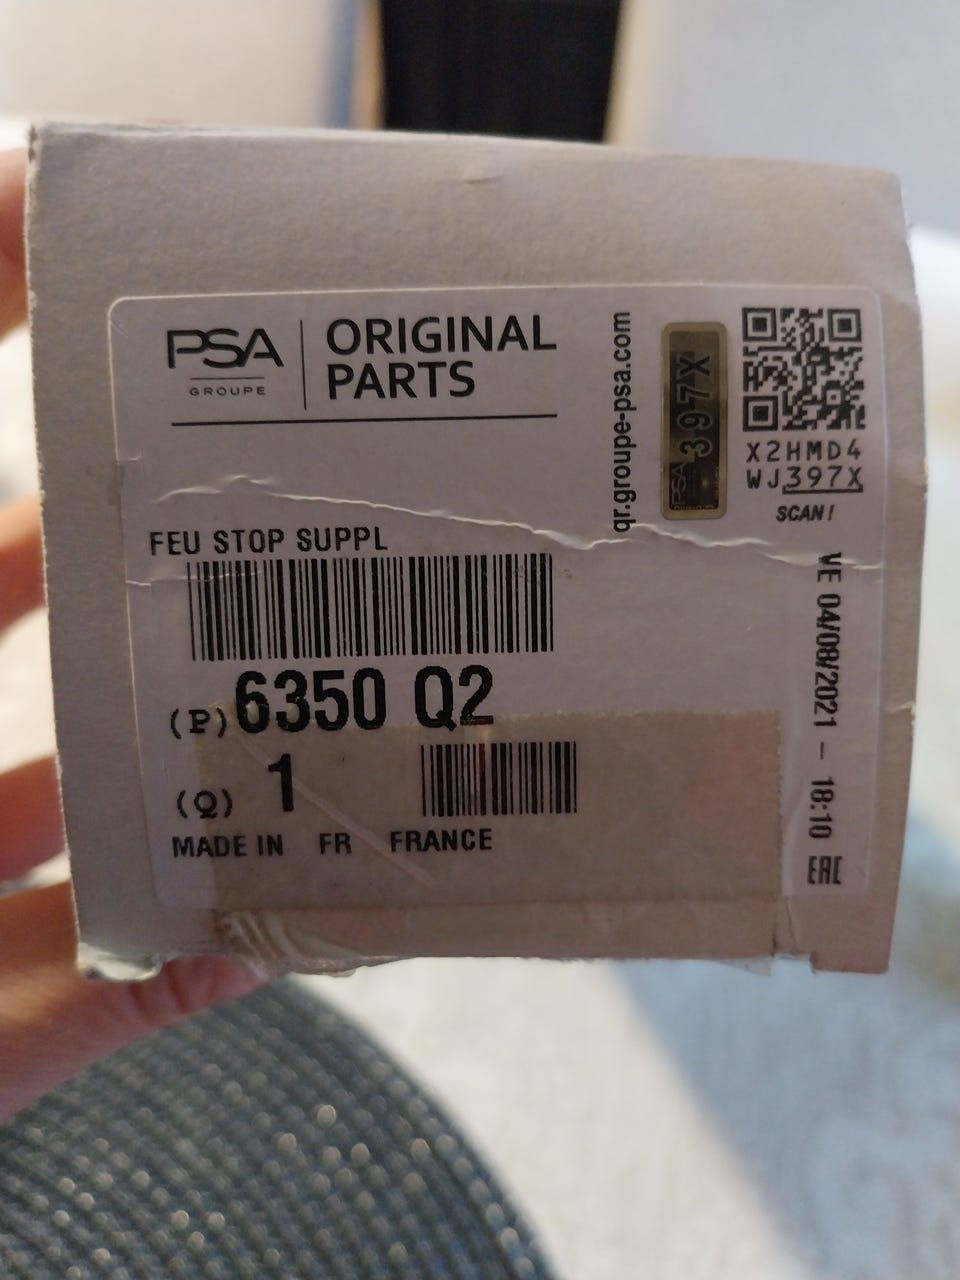 PSA
GROUPE
ORIGINAL
PARTS
qr.groupe-psa.com
397X
PSA
X2HMD4
WJ397X
SCAN!
FEU STOP SUPPL
(P) 6350 Q2
(Q) 1
MADE IN FR FRANCE
VE 04/08/2021 – 18:10
EAC